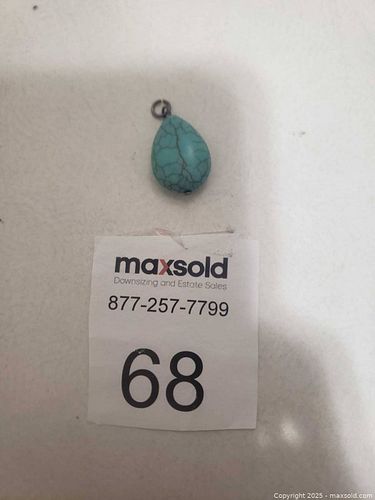 maxsold
Downsizing and Estate Sales
877-257-7799
68
Copyright 2025 - maxsold.com